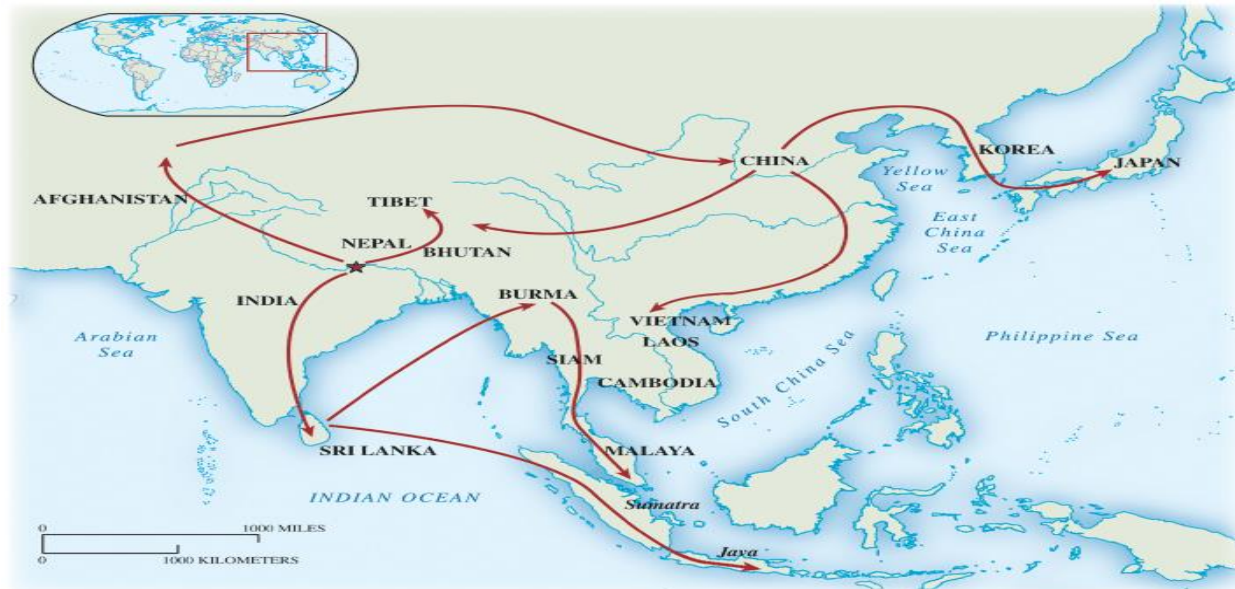 CHINA
KOREA
JAPAN
Yellow
Sea
AFGHANISTAN
TIBET
East
China
Sea
NEPAL
BHUTAN
INDIA
BURMA
Arabian
Sea
VIETNAM
LAOS
Philippine Sea
SIAM
CAMBODIA
South China Sea
SRI LANKA
MALAYA
INDIAN OCEAN
Sumatra
0
1000 MILES
0
1000 KILOMETERS
Java